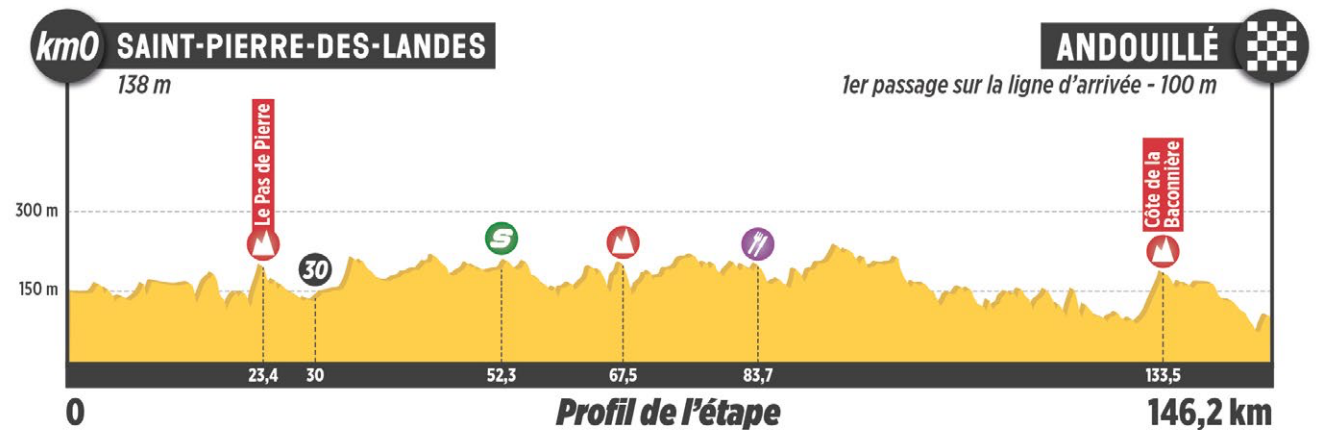 km0 SAINT-PIERRE-DES-LANDES
138 m
ANDOUILLÉ
1er passage sur la ligne d'arrivée - 100 m
Le Pas de Pierre
Côte de la
Baconnière
300 m
S
30
150 m
23,4 30 52,3 67,5 83,7 133,5
0 Profil de l'étape 146,2 km